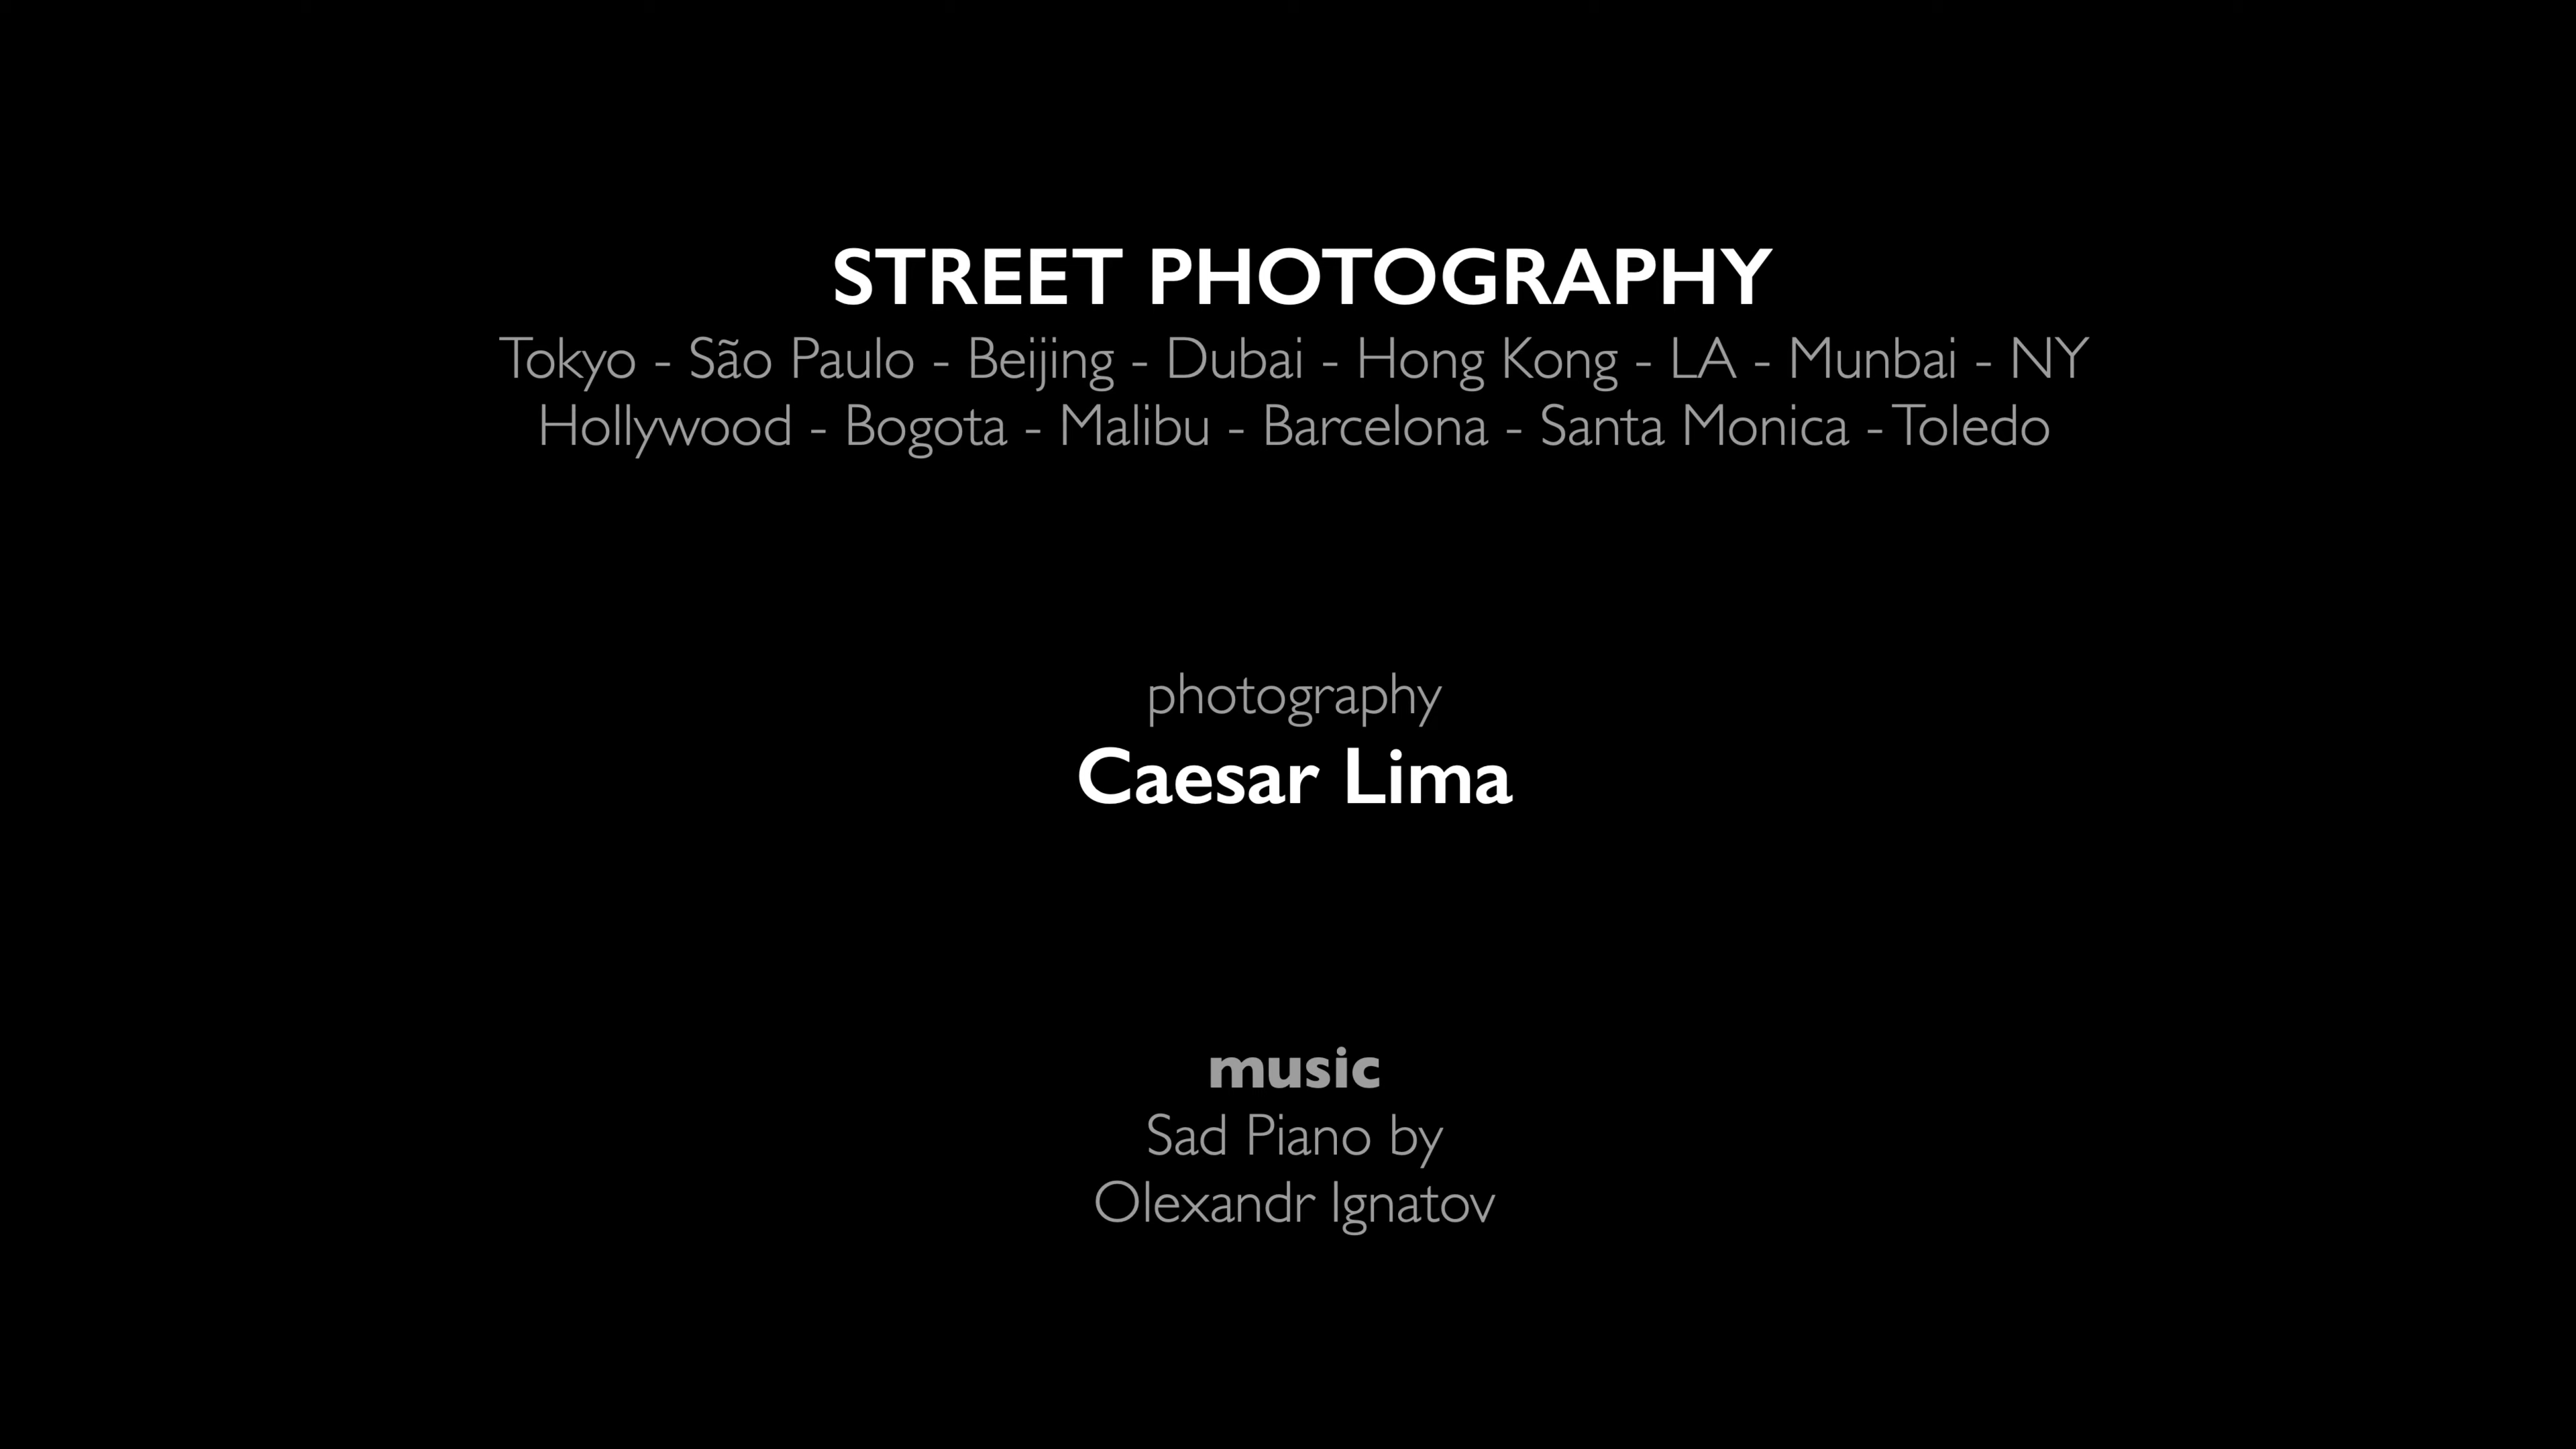 STREET PHOTOGRAPHY
Tokyo - São Paulo - Beijing - Dubai - Hong Kong - LA - Munbai - NY
Hollywood - Bogota - Malibu - Barcelona - Santa Monica - Toledo
photography
Caesar Lima
music
Sad Piano by
Olexandr Ignatov